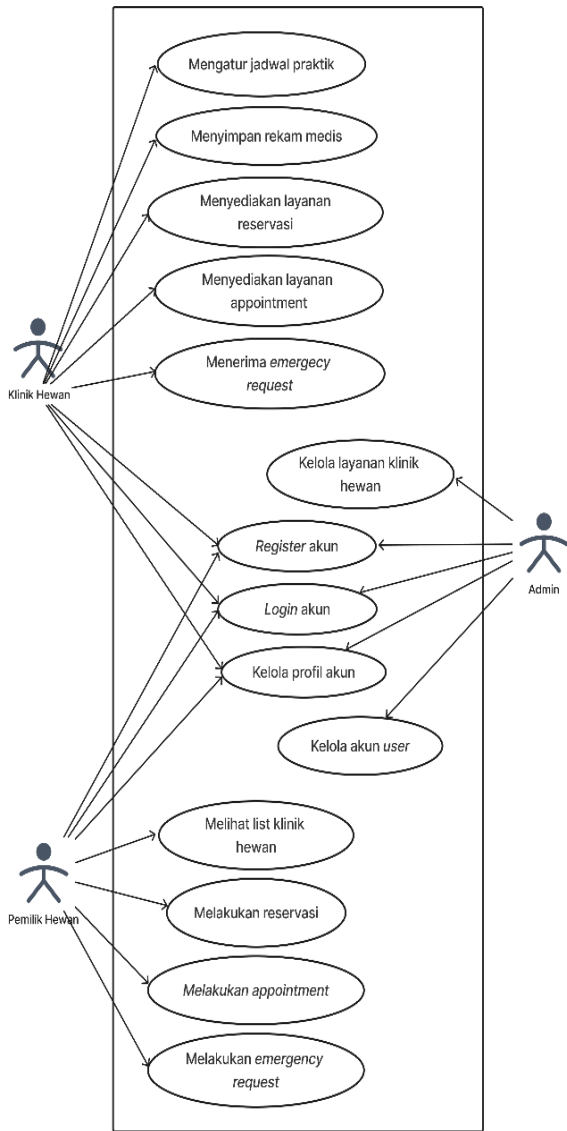 Mengatur jadwal praktik
Menyimpan rekam medis
Menyediakan layanan
reservasi
Menyediakan layanan
appointment
Menerima emergecy
request
Klinik Hewan
Kelola layanan klinik
hewan
Register akun
Login akun
Kelola profil akun
Admin
Kelola akun user
Melihat list klinik
hewan
Melakukan reservasi
Pemilik Hewan
Melakukan appointment
Melakukan emergency
request